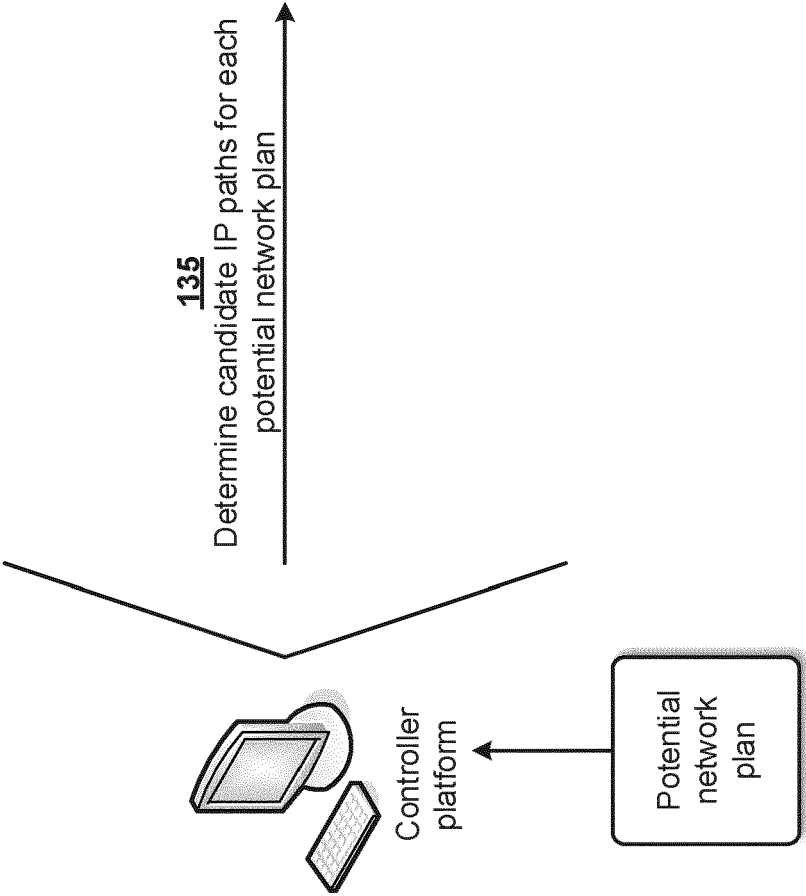 135
Determine candidate IP paths for each
potential network plan
Controller
platform
Potential
network
plan